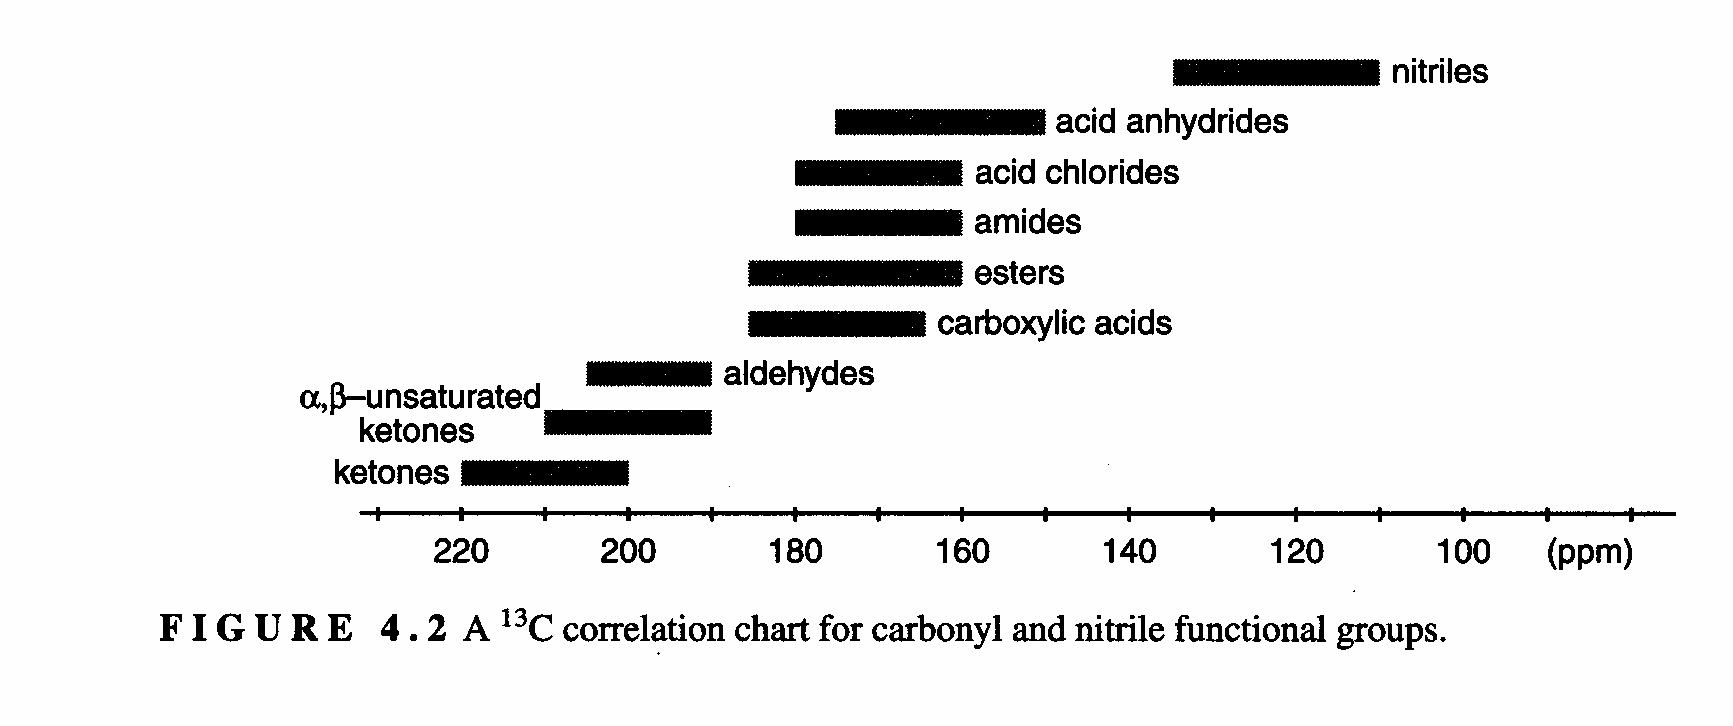 nitriles
acid anhydrides
acid chlorides
amides
esters
carboxylic acids
aldehydes
α,β–unsaturated
ketones
ketones
220 200 180 160 140 120 100 (ppm)
FIGURE 4.2 A ¹³C correlation chart for carbonyl and nitrile functional groups.